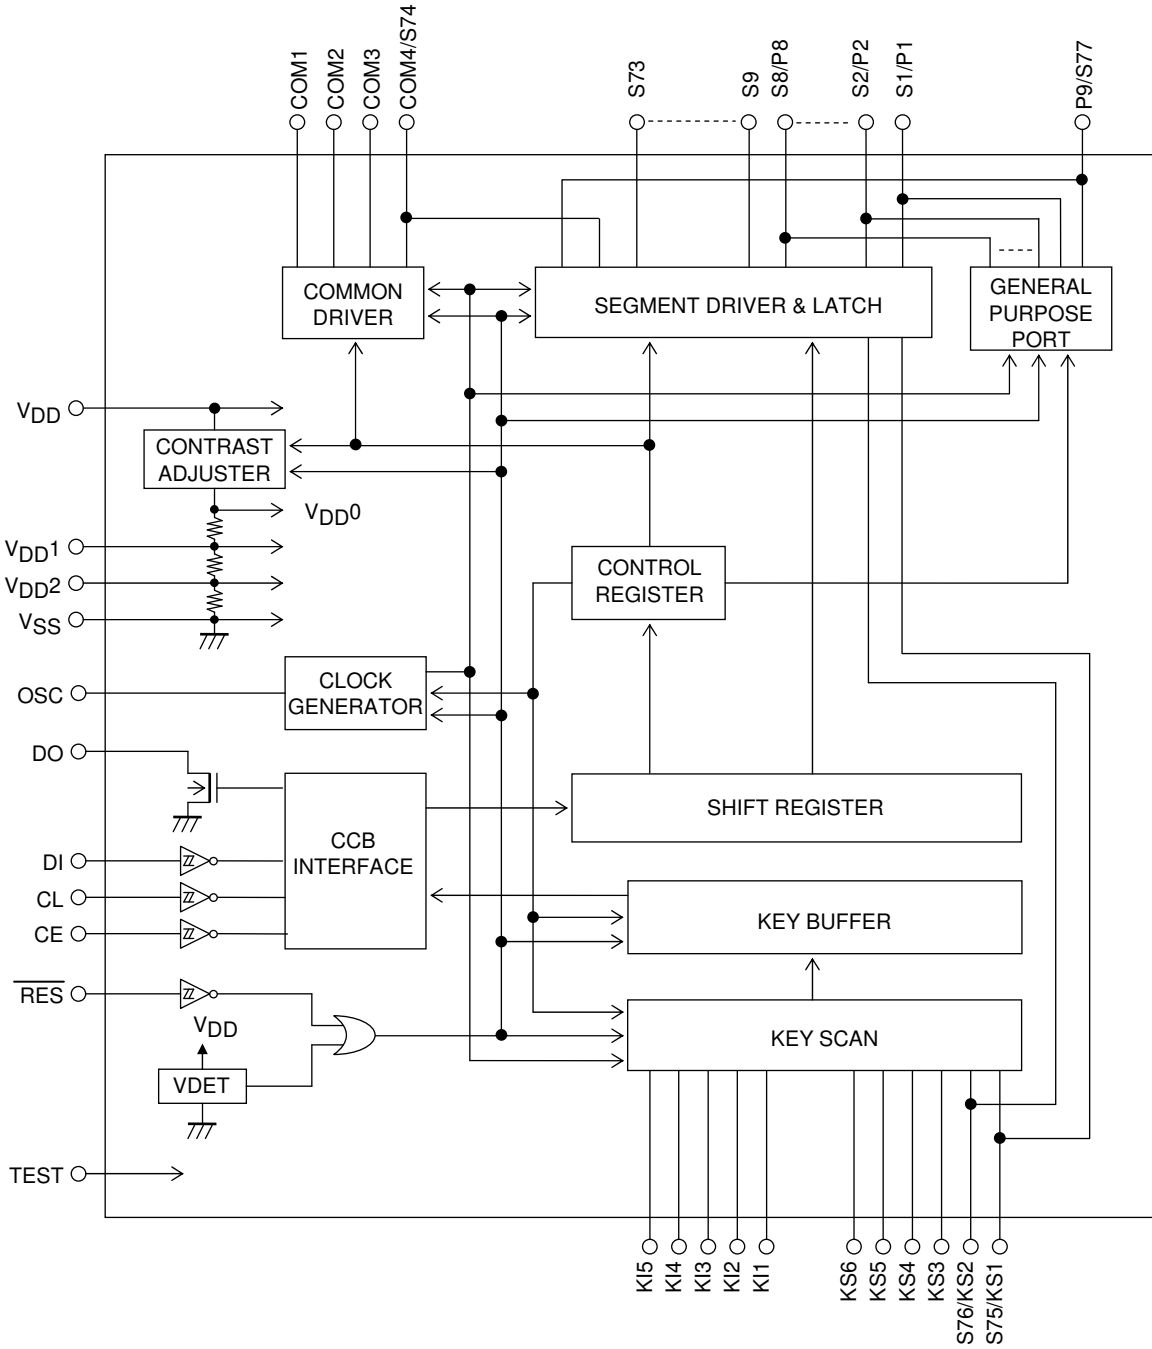 COM1
COM2
COM3
COM4/S74
S73
S9
S8/P8
S2/P2
S1/P1
P9/S77
COMMON
DRIVER
SEGMENT DRIVER & LATCH
GENERAL
PURPOSE
PORT
VDD
CONTRAST
ADJUSTER
VDD0
VDD1
VDD2
VSS
CONTROL
REGISTER
OSC
CLOCK
GENERATOR
DO
CCB
INTERFACE
SHIFT REGISTER
DI
CL
CE
KEY BUFFER
RES
VDD
VDET
KEY SCAN
TEST
KI5
KI4
KI3
KI2
KI1
KS6
KS5
KS4
KS3
S76/KS2
S75/KS1